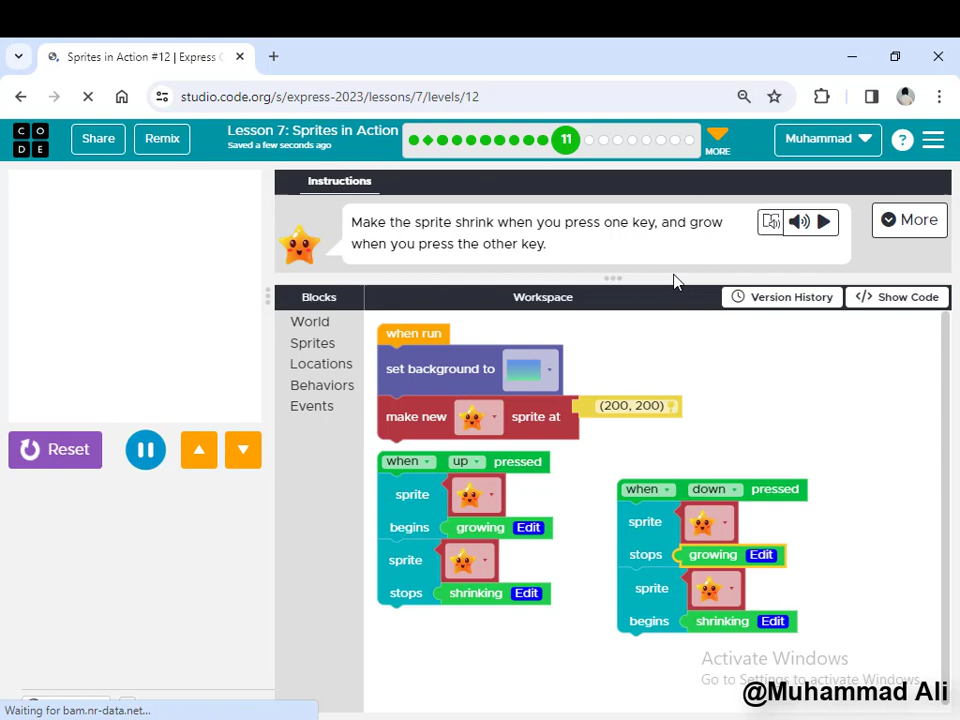 Sprites in Action #12 | Express
studio.code.org/s/express-2023/lessons/7/levels/12
C O
D E
Share
Remix
Lesson 7: Sprites in Action
Saved a few seconds ago
11
MORE
Muhammad
?
Instructions
Make the sprite shrink when you press one key, and grow
when you press the other key.
More
Blocks
Workspace
Version History
</> Show Code
World
Sprites
Locations
Behaviors
Events
when run
set background to
make new
sprite at
(200, 200)
Reset
when up pressed
sprite
begins growing Edit
sprite
stops shrinking Edit
when down pressed
sprite
stops growing Edit
sprite
begins shrinking Edit
Activate Windows
Go to Settings to activate Windows.
@Muhammad Ali
Waiting for bam.nr-data.net...